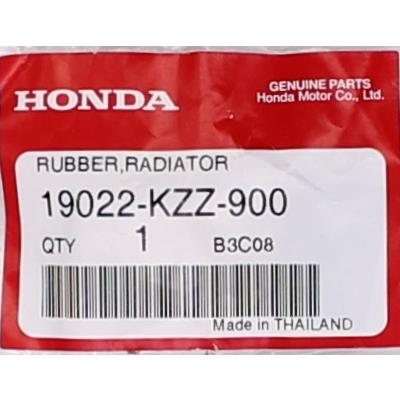 HONDA
GENUINE PARTS
Honda Motor Co., Ltd.
RUBBER,RADIATOR
19022-KZZ-900
QTY 1 B3C08
Made in THAILAND